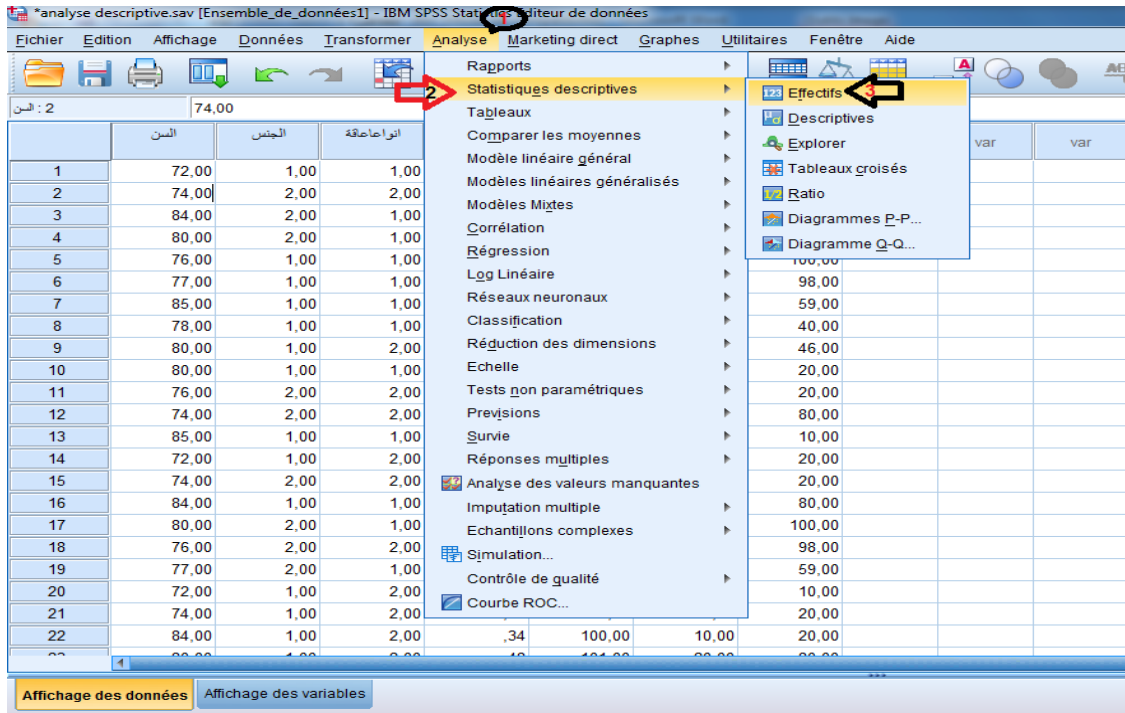 *analyse descriptive.sav [Ensemble_de_données1] - IBM SPSS Statistics Editeur de données
1
Fichier Edition Affichage Données Transformer Analyse Marketing direct Graphes Utilitaires Fenêtre Aide
2 : السن 74,00
السن الجنس انواعاعاقة var var
Rapports
2 Statistiques descriptives
Tableaux
Comparer les moyennes
Modèle linéaire général
Modèles linéaires généralisés
Modèles Mixtes
Corrélation
Régression
Log Linéaire
Réseaux neuronaux
Classification
Réduction des dimensions
Echelle
Tests non paramétriques
Previsions
Survie
Réponses multiples
Analyse des valeurs manquantes
Imputation multiple
Echantillons complexes
Simulation...
Contrôle de qualité
Courbe ROC...
Effectifs 3
Descriptives
Explorer
Tableaux croisés
Ratio
Diagrammes P-P...
Diagramme Q-Q...
1 72,00 1,00 1,00
2 74,00 2,00 2,00
3 84,00 2,00 1,00
4 80,00 2,00 1,00
5 76,00 1,00 1,00 100,00
6 77,00 1,00 1,00 98,00
7 85,00 1,00 1,00 59,00
8 78,00 1,00 1,00 40,00
9 80,00 1,00 2,00 46,00
10 80,00 1,00 1,00 20,00
11 76,00 2,00 2,00 20,00
12 74,00 2,00 2,00 80,00
13 85,00 1,00 1,00 10,00
14 72,00 1,00 2,00 20,00
15 74,00 2,00 2,00 20,00
16 84,00 1,00 1,00 80,00
17 80,00 2,00 1,00 100,00
18 76,00 2,00 2,00 98,00
19 77,00 2,00 1,00 59,00
20 72,00 1,00 2,00 10,00
21 74,00 1,00 2,00 20,00
22 84,00 1,00 2,00 ,34 100,00 10,00 20,00
Affichage des données Affichage des variables